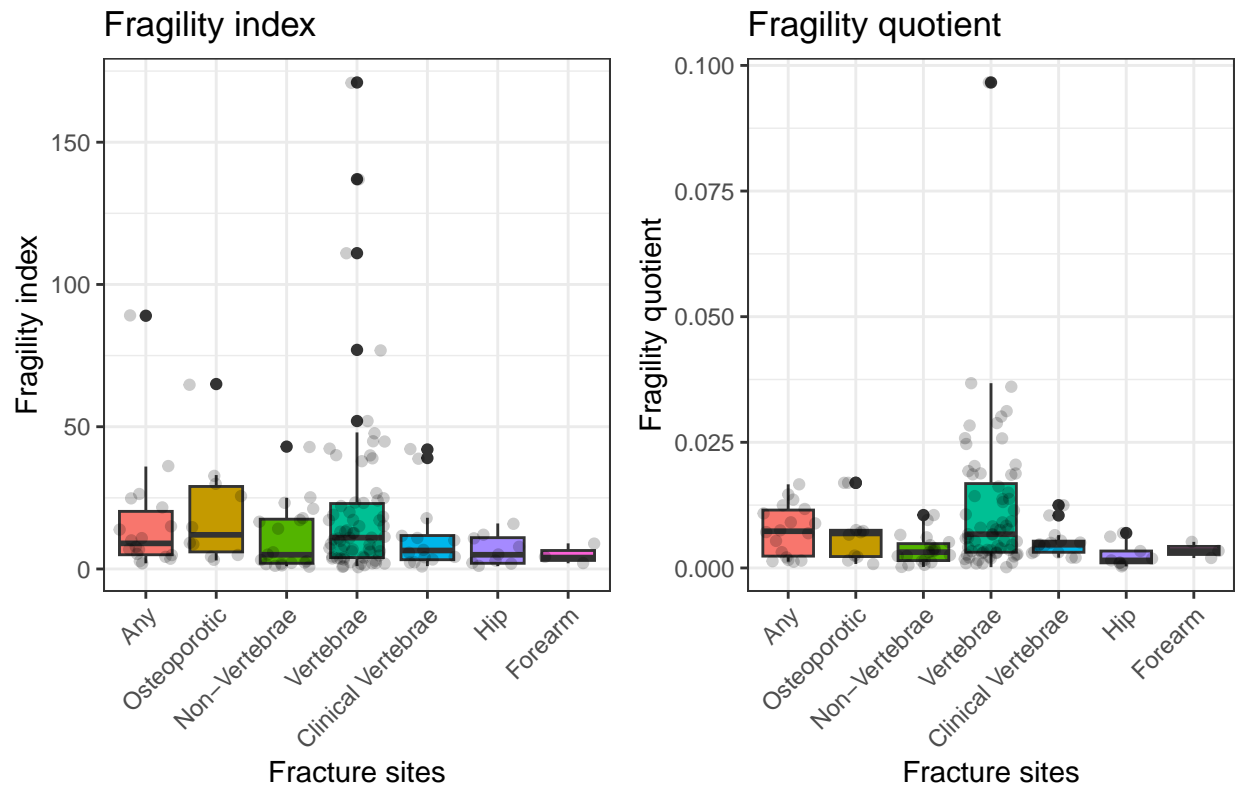 Fragility index
Fragility index
150
100
50
0
Any
Osteoporotic
Non−Vertebrae
Vertebrae
Clinical Vertebrae
Hip
Forearm
Fracture sites
Fragility quotient
Fragility quotient
0.100
0.075
0.050
0.025
0.000
Any
Osteoporotic
Non−Vertebrae
Vertebrae
Clinical Vertebrae
Hip
Forearm
Fracture sites